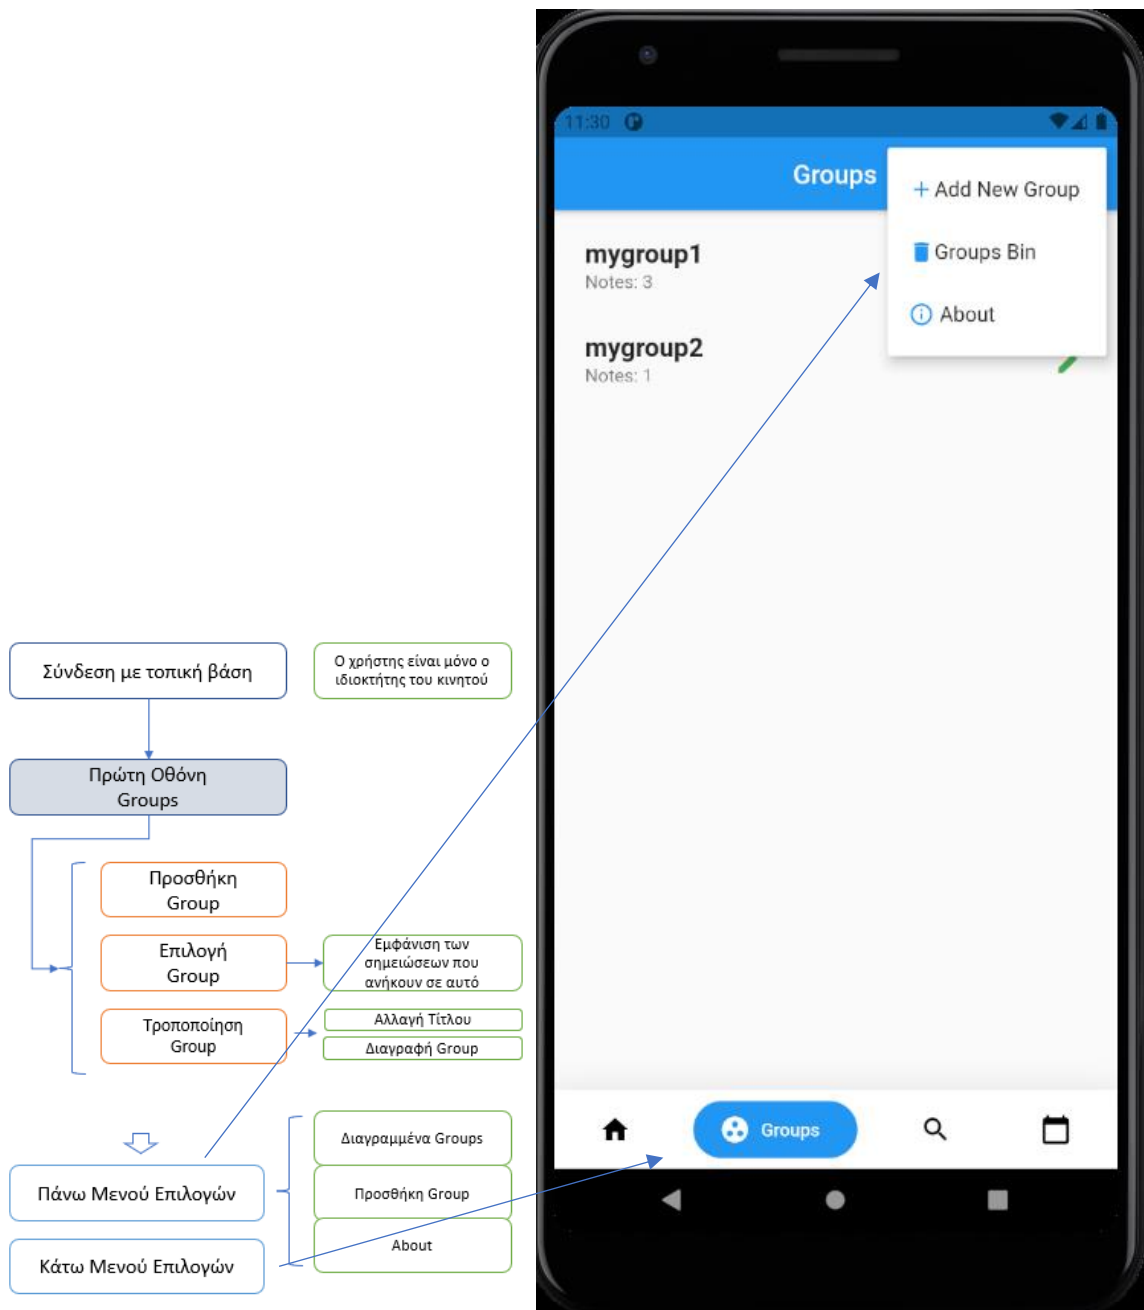 Σύνδεση με τοπική βάση
Ο χρήστης είναι μόνο ο
ιδιοκτήτης του κινητού
Πρώτη Οθόνη
Groups
Προσθήκη
Group
Επιλογή
Group
Εμφάνιση των
σημειώσεων που
ανήκουν σε αυτό
Τροποποίηση
Group
Αλλαγή Τίτλου
Διαγραφή Group
Πάνω Μενού Επιλογών
Διαγραμμένα Groups
Προσθήκη Group
About
Κάτω Μενού Επιλογών
11:30
Groups
+ Add New Group
Groups Bin
About
mygroup1
Notes: 3
mygroup2
Notes: 1
Groups